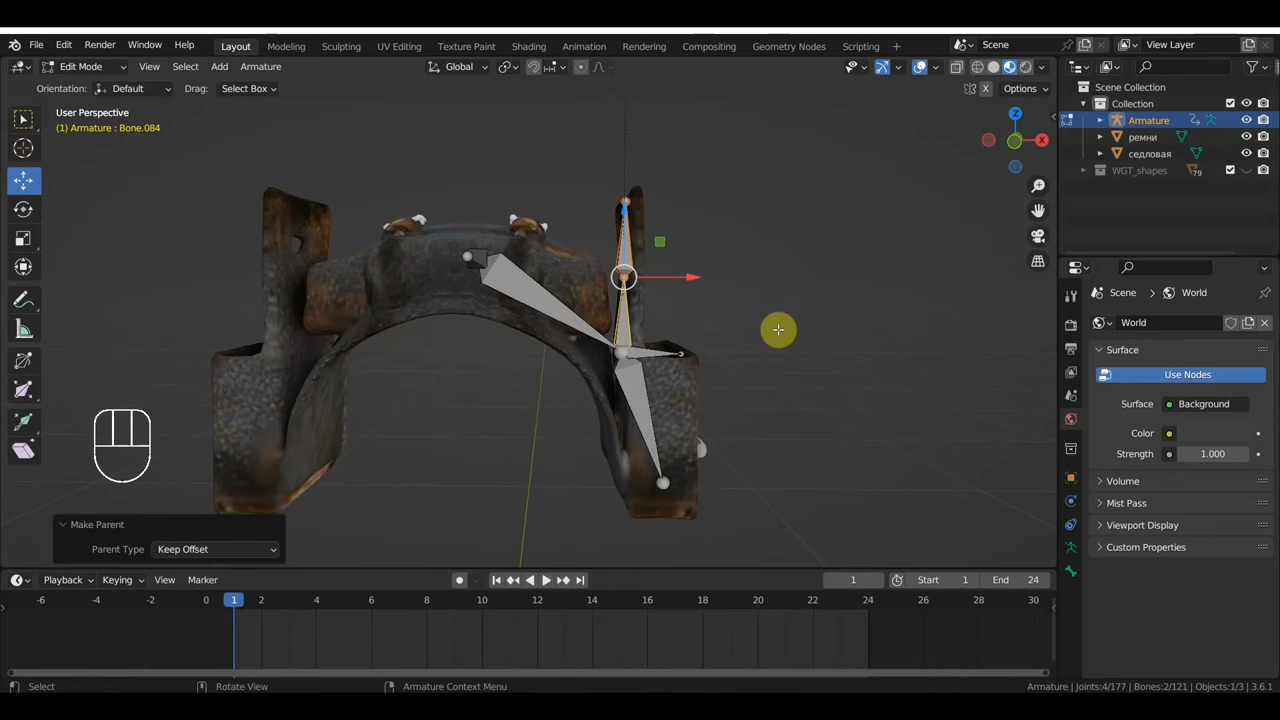 File Edit Render Window Help Layout Modeling Sculpting UV Editing Texture Paint Shading Animation Rendering Compositing Geometry Nodes Scripting + Scene View Layer
Edit Mode View Select Add Armature Global Options
Orientation: Default Drag: Select Box X Options
User Perspective
(1) Armature : Bone.084
Scene Collection
Collection
Armature
ремни
седловая
WGT_shapes 79
X
Z
Scene > World
World
Surface
Use Nodes
Surface Background
Color
Strength 1.000
Volume
Mist Pass
Viewport Display
Custom Properties
Make Parent
Parent Type Keep Offset
Playback Keying View Marker 1 Start 1 End 24
-6 -4 -2 0 1 2 4 6 8 10 12 14 16 18 20 22 24 26 28 30
Select Rotate View Armature Context Menu Armature | Joints:4/177 | Bones:2/121 | Objects:1/3 | 3.6.1